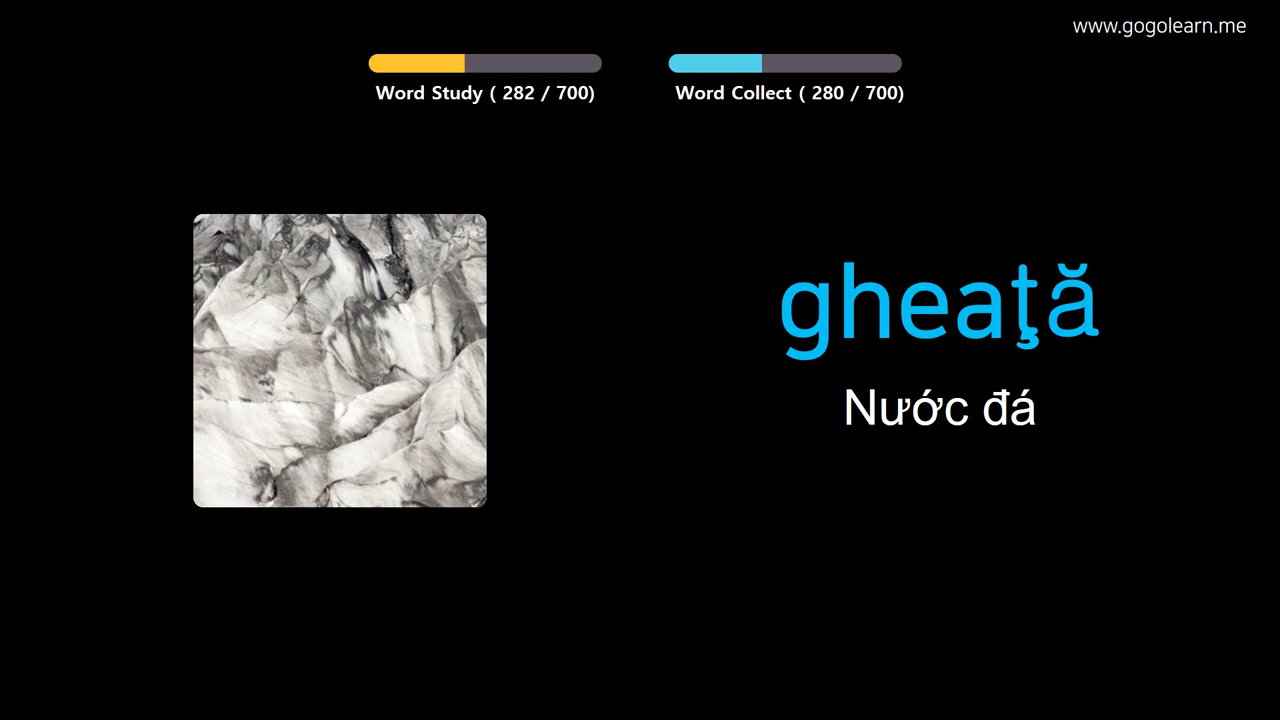 www.gogolearn.me
Word Study ( 282 / 700)
Word Collect ( 280 / 700)
gheaţă
Nước đá